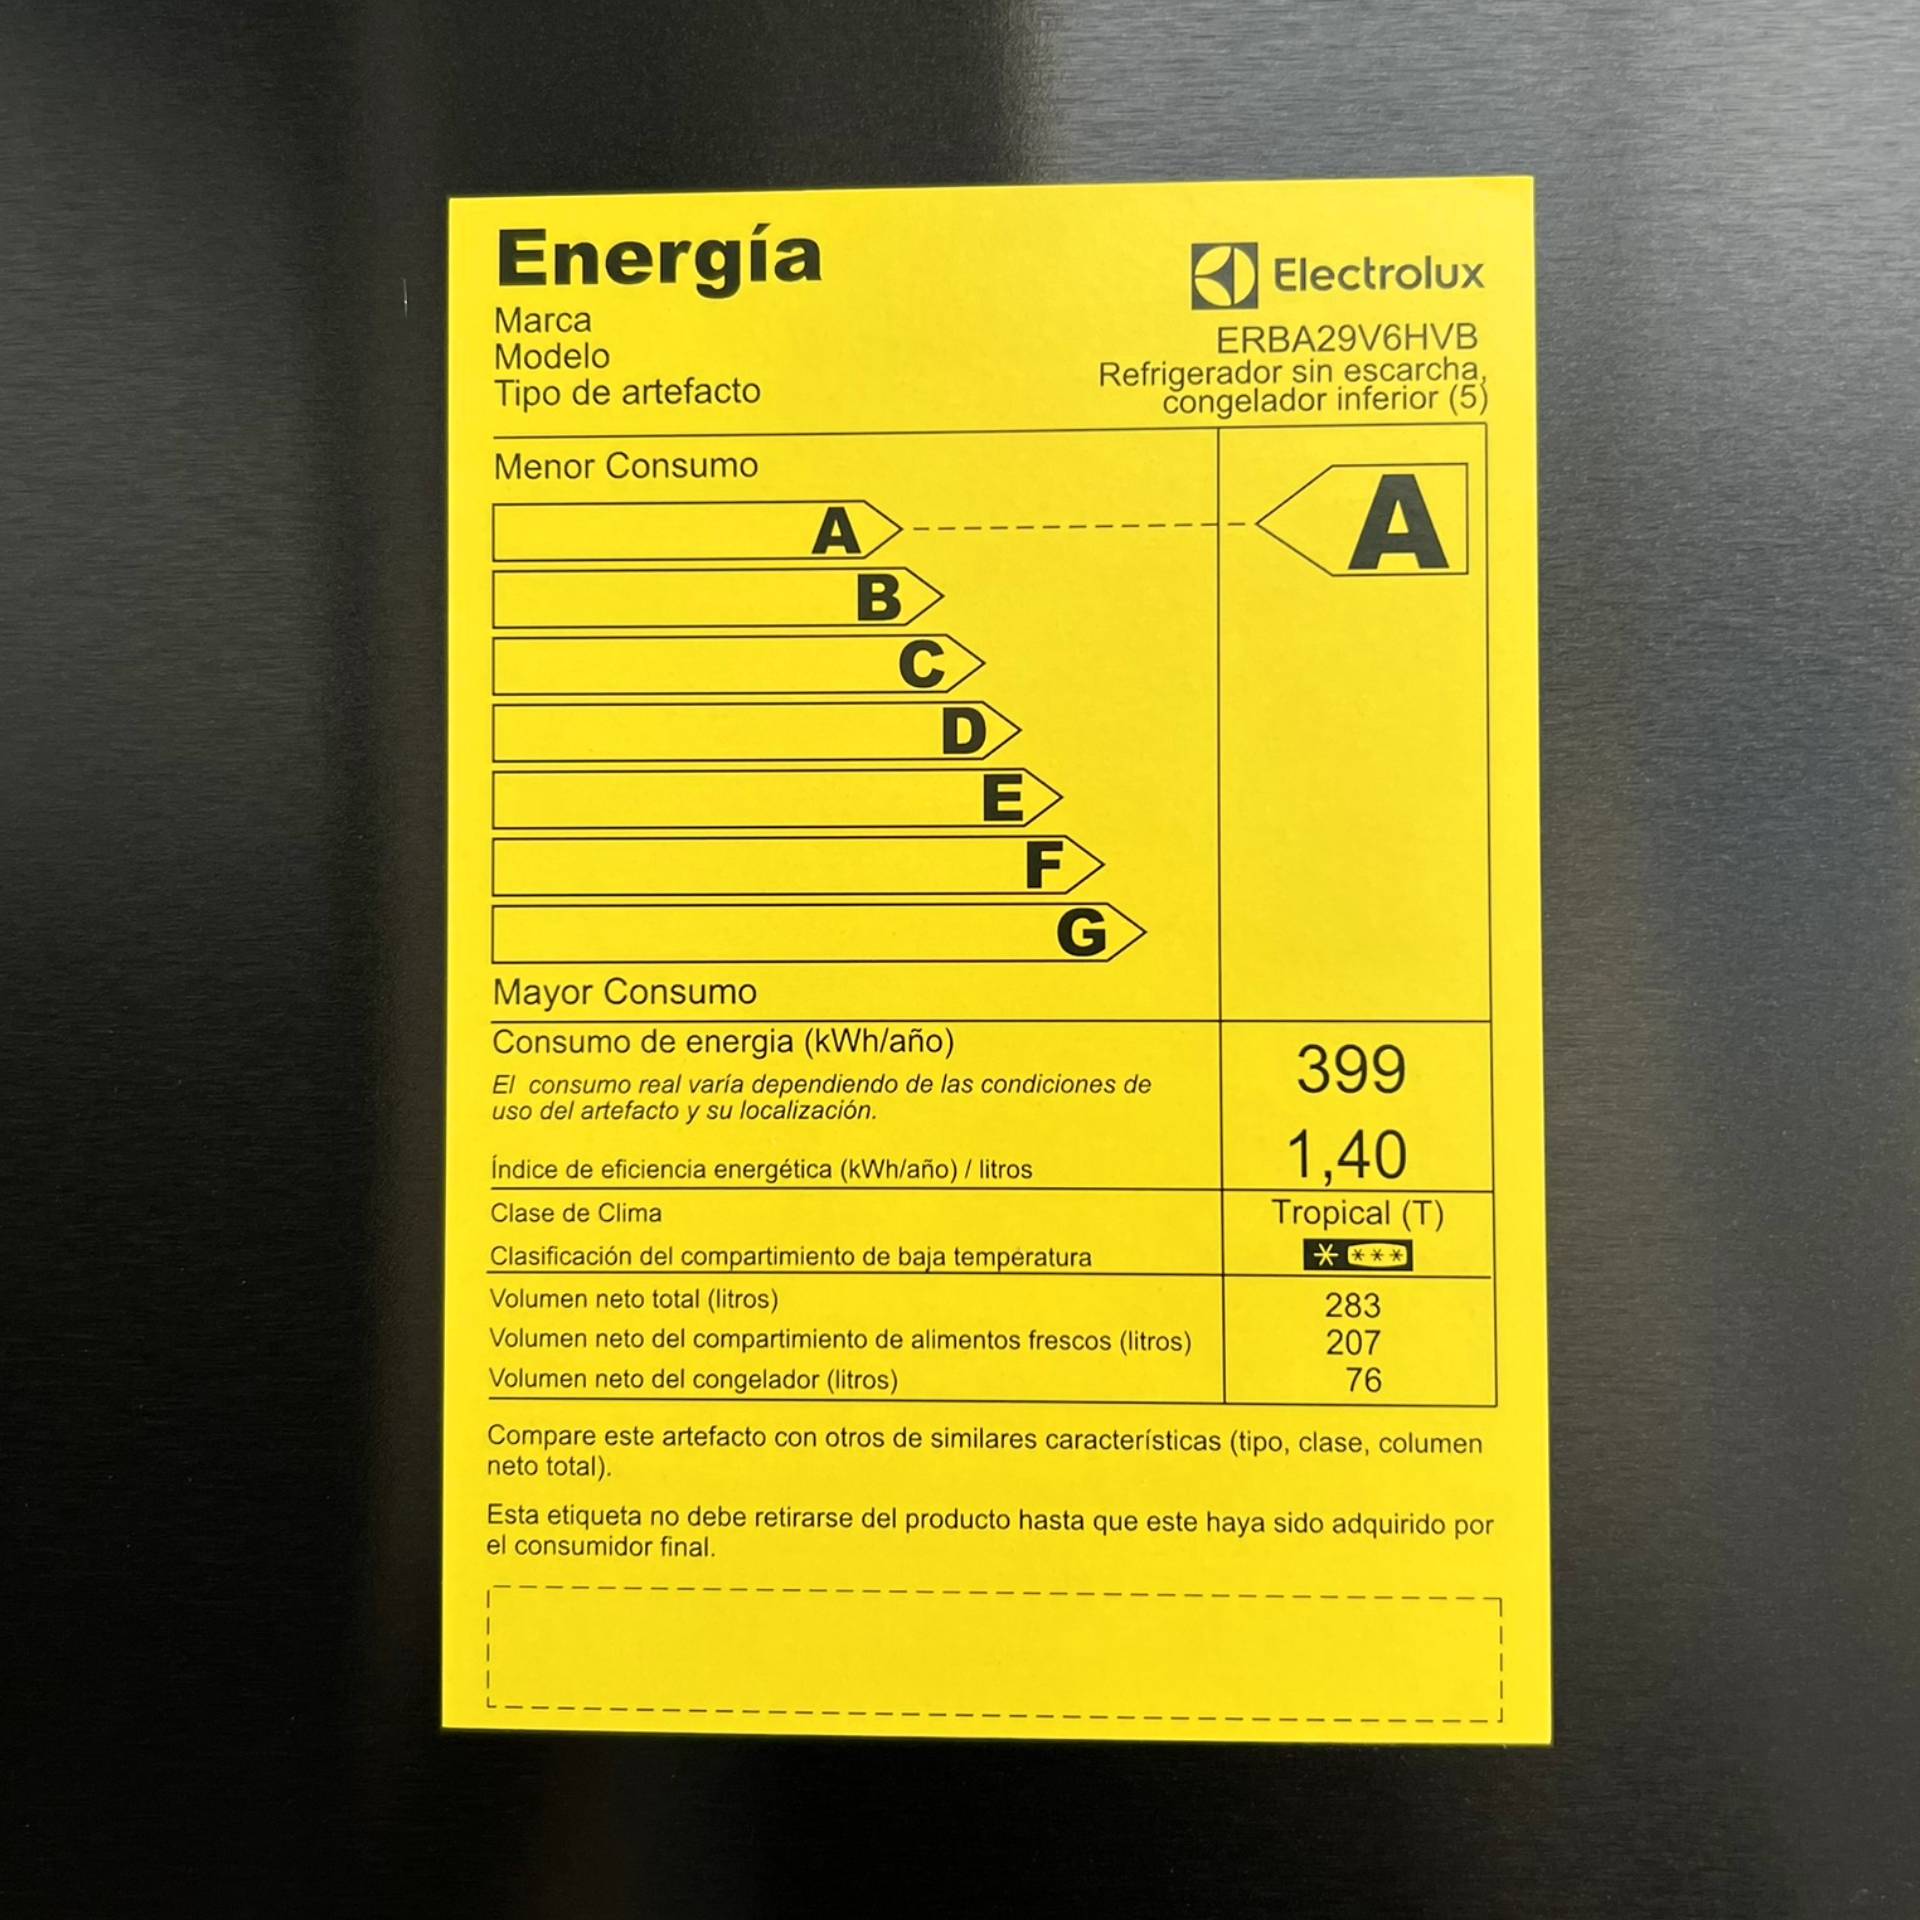 Energía
Electrolux
Marca
Modelo
ERBA29V6HVB
Tipo de artefacto
Refrigerador sin escarcha,
congelador inferior (5)
Menor Consumo
A
A
B
C
D
E
F
G
Mayor Consumo
Consumo de energia (kWh/año)
399
El consumo real varía dependiendo de las condiciones de
uso del artefacto y su localización.
Índice de eficiencia energética (kWh/año) / litros
1,40
Clase de Clima
Tropical (T)
Clasificación del compartimiento de baja temperatura
Volumen neto total (litros)
283
Volumen neto del compartimiento de alimentos frescos (litros)
207
Volumen neto del congelador (litros)
76
Compare este artefacto con otros de similares características (tipo, clase, columen
neto total).
Esta etiqueta no debe retirarse del producto hasta que este haya sido adquirido por
el consumidor final.